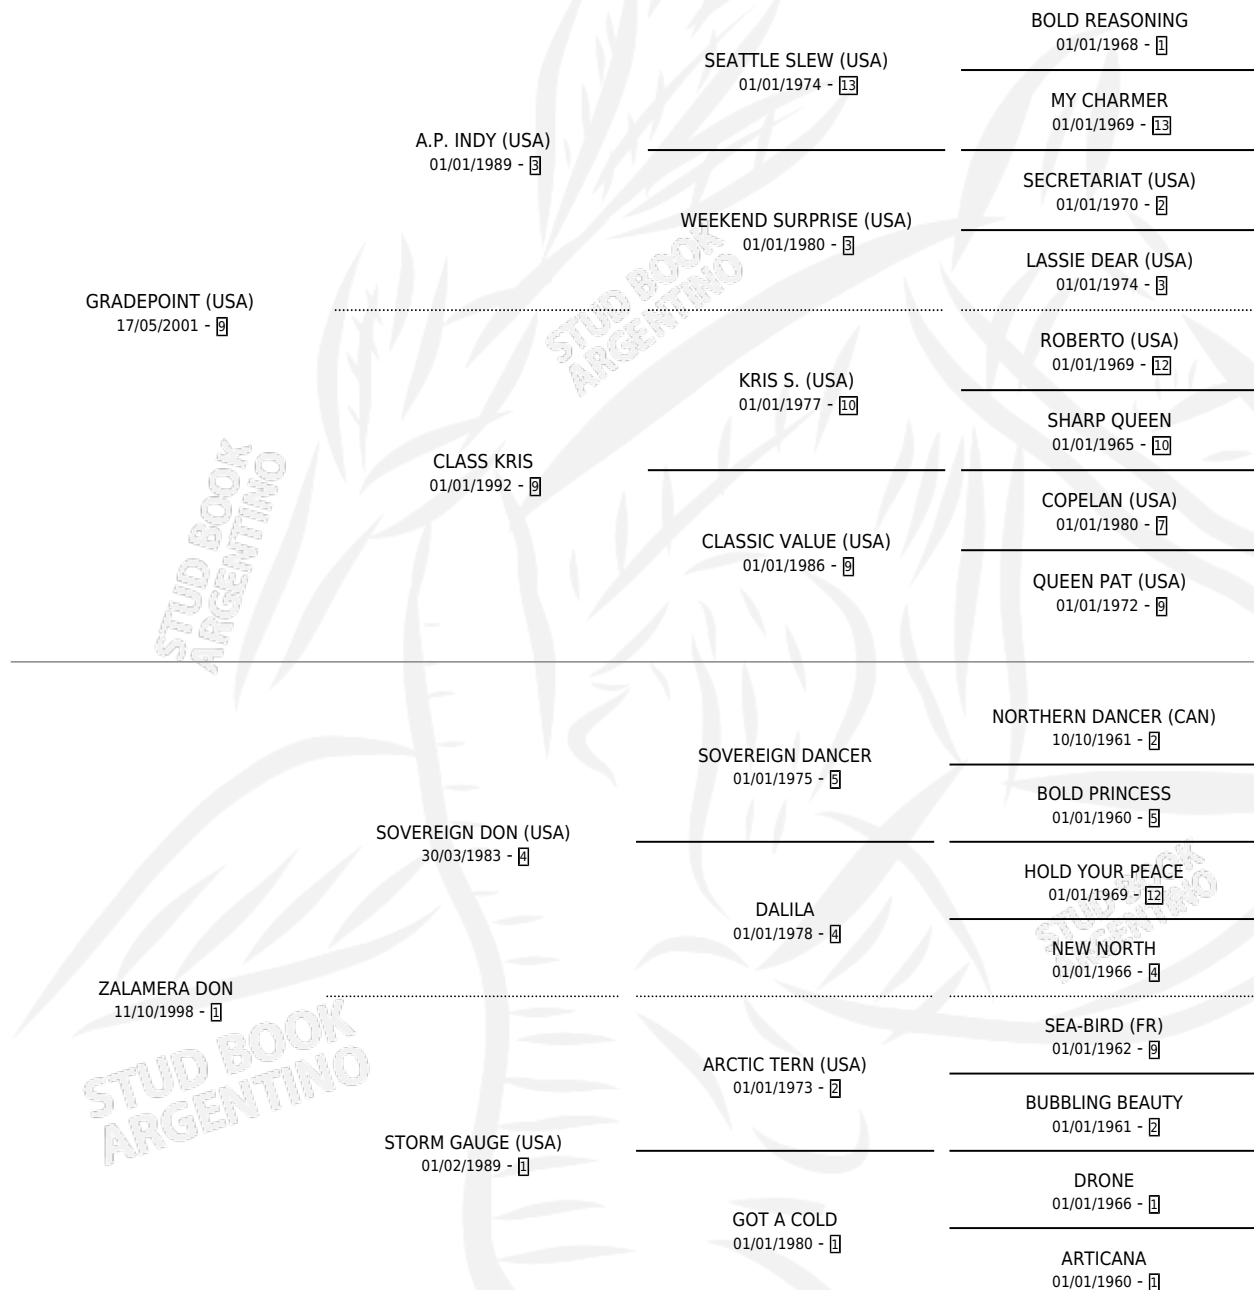 BOLD REASONING
01/01/1968 - 1
SEATTLE SLEW (USA)
01/01/1974 - 13
MY CHARMER
01/01/1969 - 13
A.P. INDY (USA)
01/01/1989 - 3
SECRETARIAT (USA)
01/01/1970 - 2
WEEKEND SURPRISE (USA)
01/01/1980 - 3
LASSIE DEAR (USA)
01/01/1974 - 3
GRADEPOINT (USA)
17/05/2001 - 9
ROBERTO (USA)
01/01/1969 - 12
KRIS S. (USA)
01/01/1977 - 10
SHARP QUEEN
01/01/1965 - 10
CLASS KRIS
01/01/1992 - 9
COPELAN (USA)
01/01/1980 - 7
CLASSIC VALUE (USA)
01/01/1986 - 9
QUEEN PAT (USA)
01/01/1972 - 9
NORTHERN DANCER (CAN)
10/10/1961 - 2
SOVEREIGN DANCER
01/01/1975 - 5
BOLD PRINCESS
01/01/1960 - 5
SOVEREIGN DON (USA)
30/03/1983 - 4
HOLD YOUR PEACE
01/01/1969 - 12
DALILA
01/01/1978 - 4
NEW NORTH
01/01/1966 - 4
ZALAMERA DON
11/10/1998 - 1
SEA-BIRD (FR)
01/01/1962 - 9
ARCTIC TERN (USA)
01/01/1973 - 2
BUBBLING BEAUTY
01/01/1961 - 2
STORM GAUGE (USA)
01/02/1989 - 1
DRONE
01/01/1966 - 1
GOT A COLD
01/01/1980 - 1
ARTICANA
01/01/1960 - 1
STUD BOOK
ARGENTINO
STUD BOOK
ARGENTINO
STUD BOOK
ARGENTINO
STUD BOOK
ARGENTINO